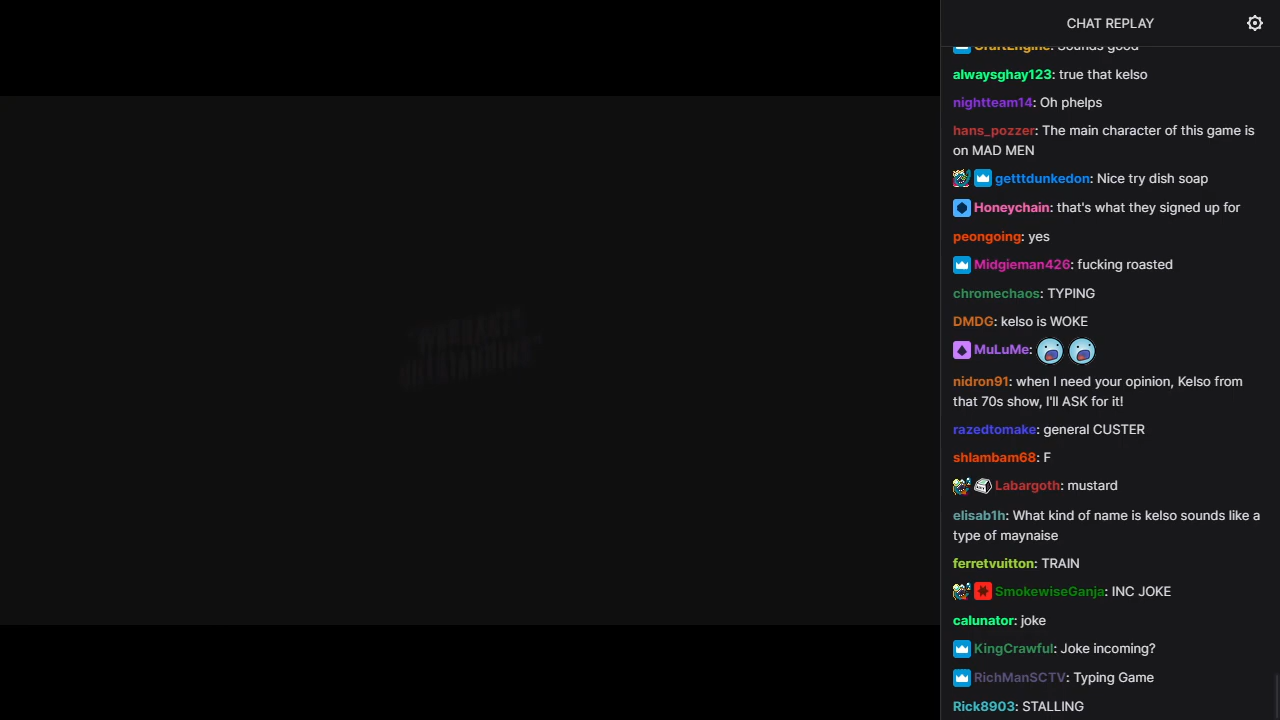 CHAT REPLAY
CraftEngine: Sounds good
alwaysghay123: true that kelso
nightteam14: Oh phelps
hans_pozzer: The main character of this game is
on MAD MEN
getttdunkedon: Nice try dish soap
Honeychain: that's what they signed up for
peongoing: yes
Midgieman426: fucking roasted
chromechaos: TYPING
DMDG: kelso is WOKE
MuLuMe:
nidron91: when I need your opinion, Kelso from
that 70s show, I'll ASK for it!
razedtomake: general CUSTER
shlambam68: F
Labargoth: mustard
elisab1h: What kind of name is kelso sounds like a
type of maynaise
ferretvuitton: TRAIN
SmokewiseGanja: INC JOKE
calunator: joke
KingCrawful: Joke incoming?
RichManSCTV: Typing Game
Rick8903: STALLING